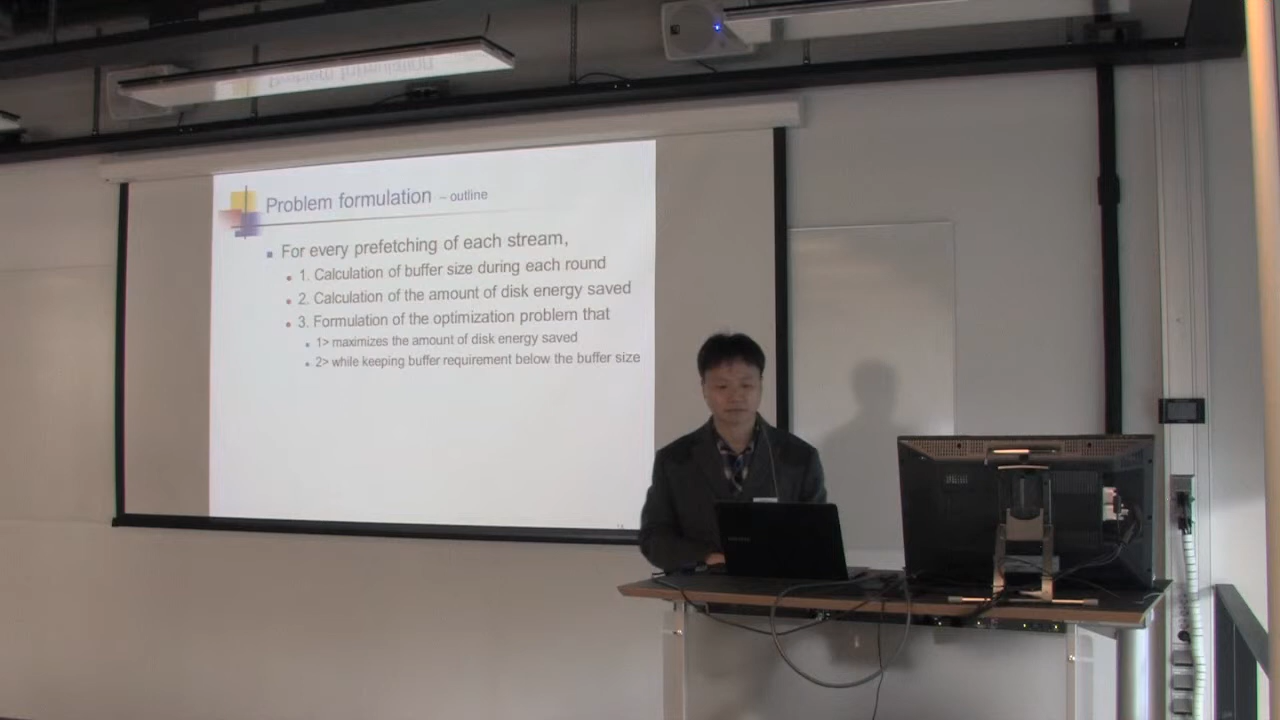 Problem formulation – outline
For every prefetching of each stream,
1. Calculation of buffer size during each round
2. Calculation of the amount of disk energy saved
3. Formulation of the optimization problem that
1> maximizes the amount of disk energy saved
2> while keeping buffer requirement below the buffer size